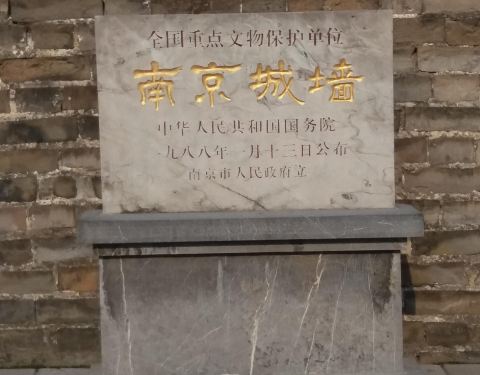 全国重点文物保护单位
南京城墙
中华人民共和国国务院
一九八八年一月十三日公布
南京市人民政府立